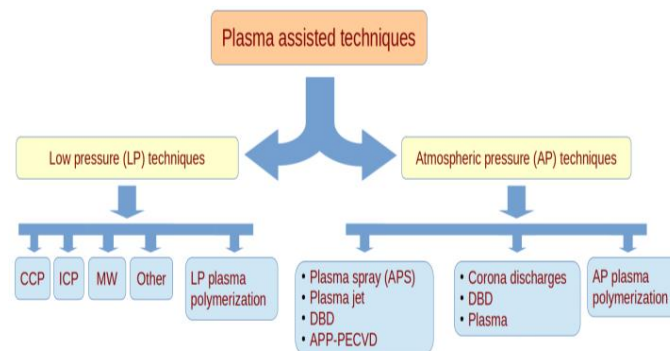 Plasma assisted techniques
Low pressure (LP) techniques
Atmospheric pressure (AP) techniques
CCP
ICP
MW
Other
LP plasma
polymerization
• Plasma spray (APS)
• Plasma jet
• DBD
• APP-PECVD
• Corona discharges
• DBD
• Plasma
AP plasma
polymerization